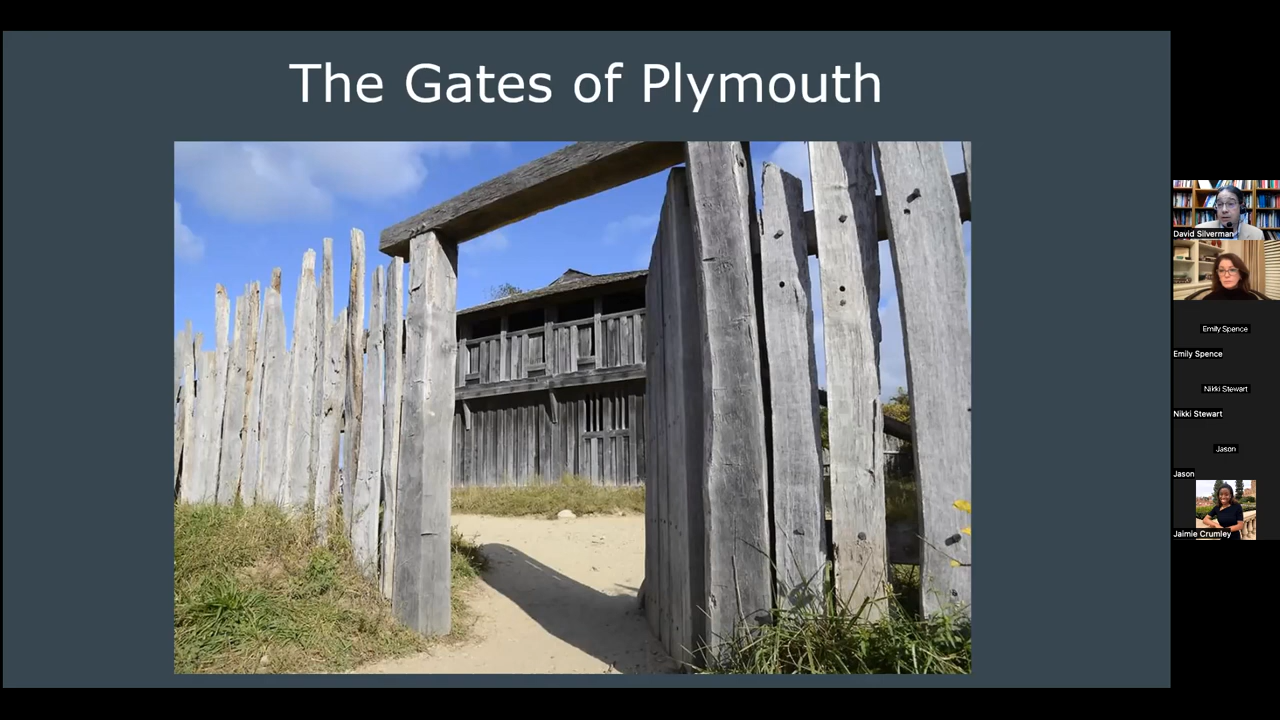 The Gates of Plymouth
David Silverman
Emily Spence
Emily Spence
Nikki Stewart
Nikki Stewart
Jason
Jason
Jaimie Crumley